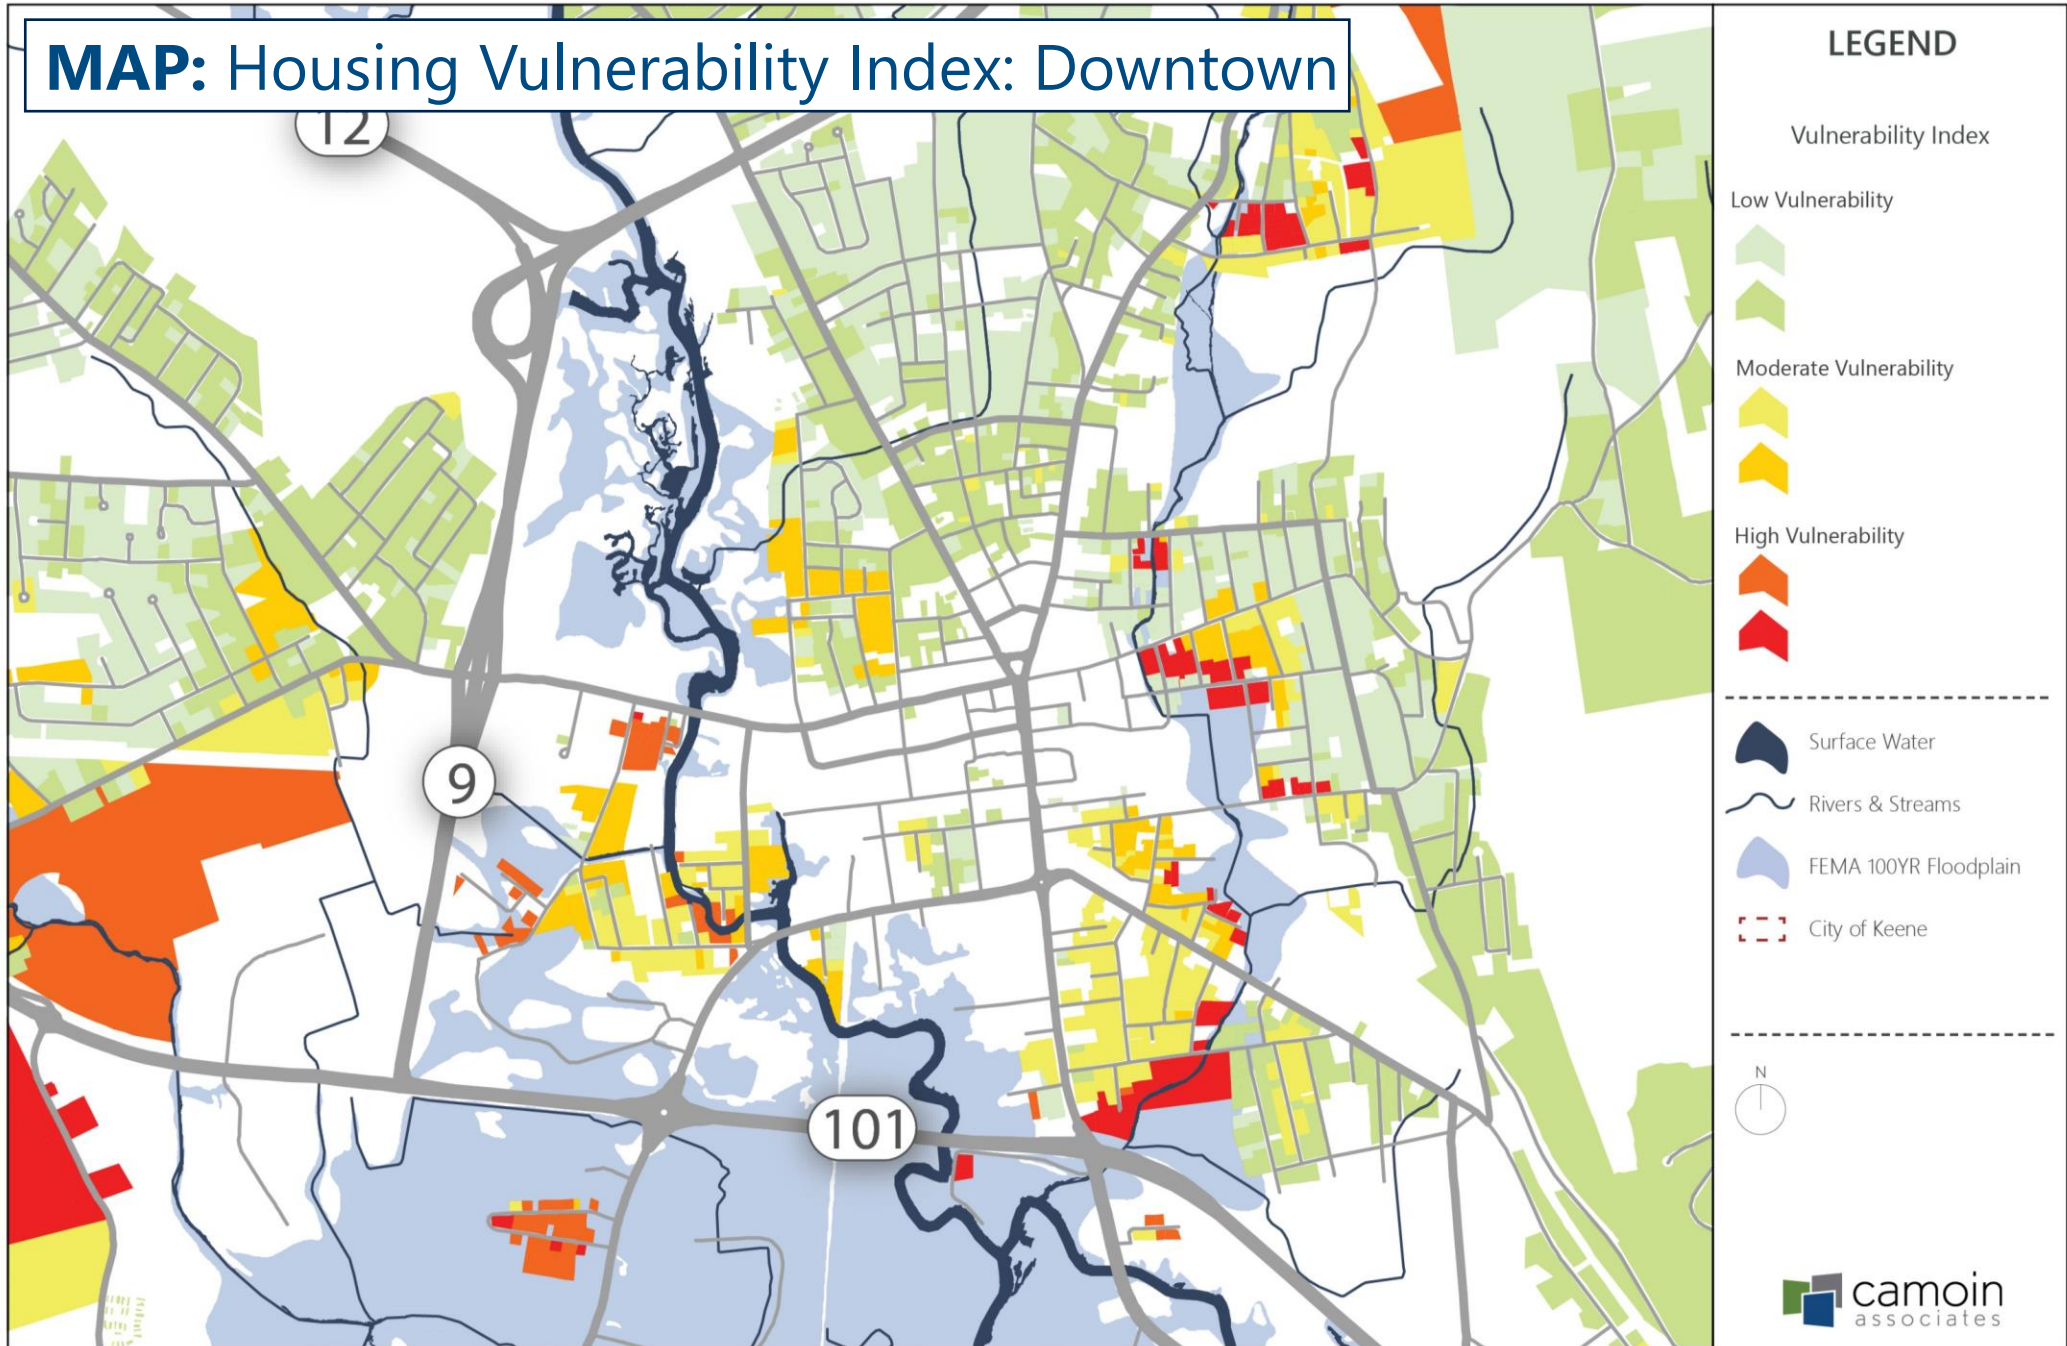 MAP: Housing Vulnerability Index: Downtown
12
9
101
LEGEND
Vulnerability Index
Low Vulnerability
Moderate Vulnerability
High Vulnerability
Surface Water
Rivers & Streams
FEMA 100YR Floodplain
City of Keene
N
camoin
associates